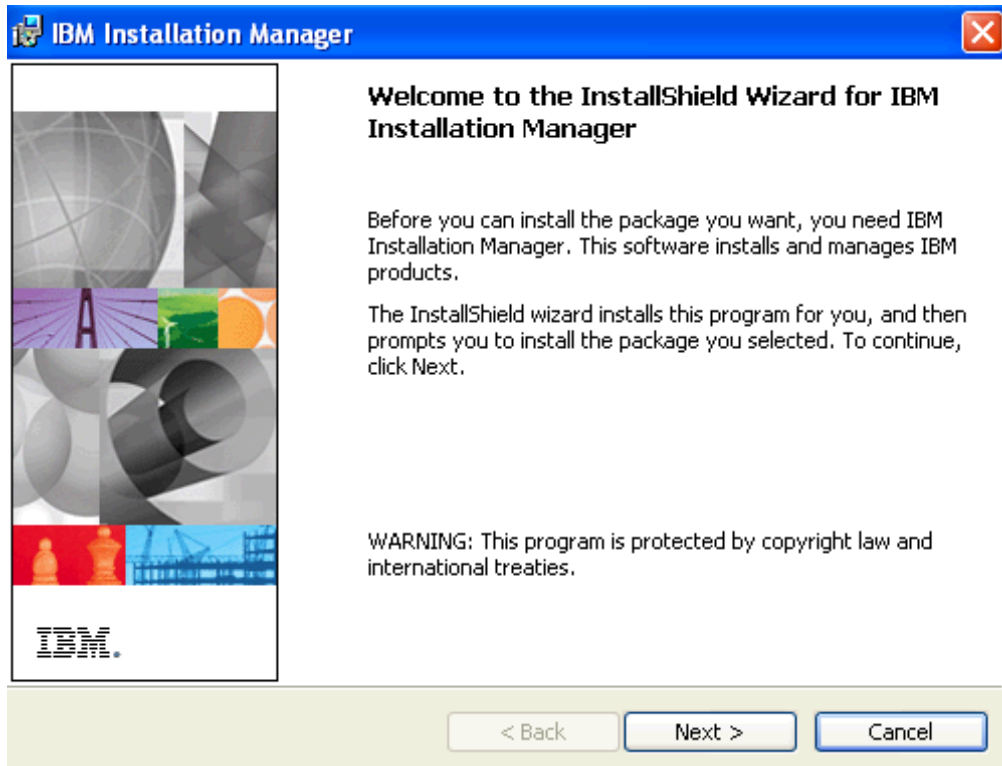 IBM Installation Manager
Welcome to the InstallShield Wizard for IBM
Installation Manager
Before you can install the package you want, you need IBM
Installation Manager. This software installs and manages IBM
products.
The InstallShield wizard installs this program for you, and then
prompts you to install the package you selected. To continue,
click Next.
WARNING: This program is protected by copyright law and
international treaties.
IBM.
< Back
Next >
Cancel